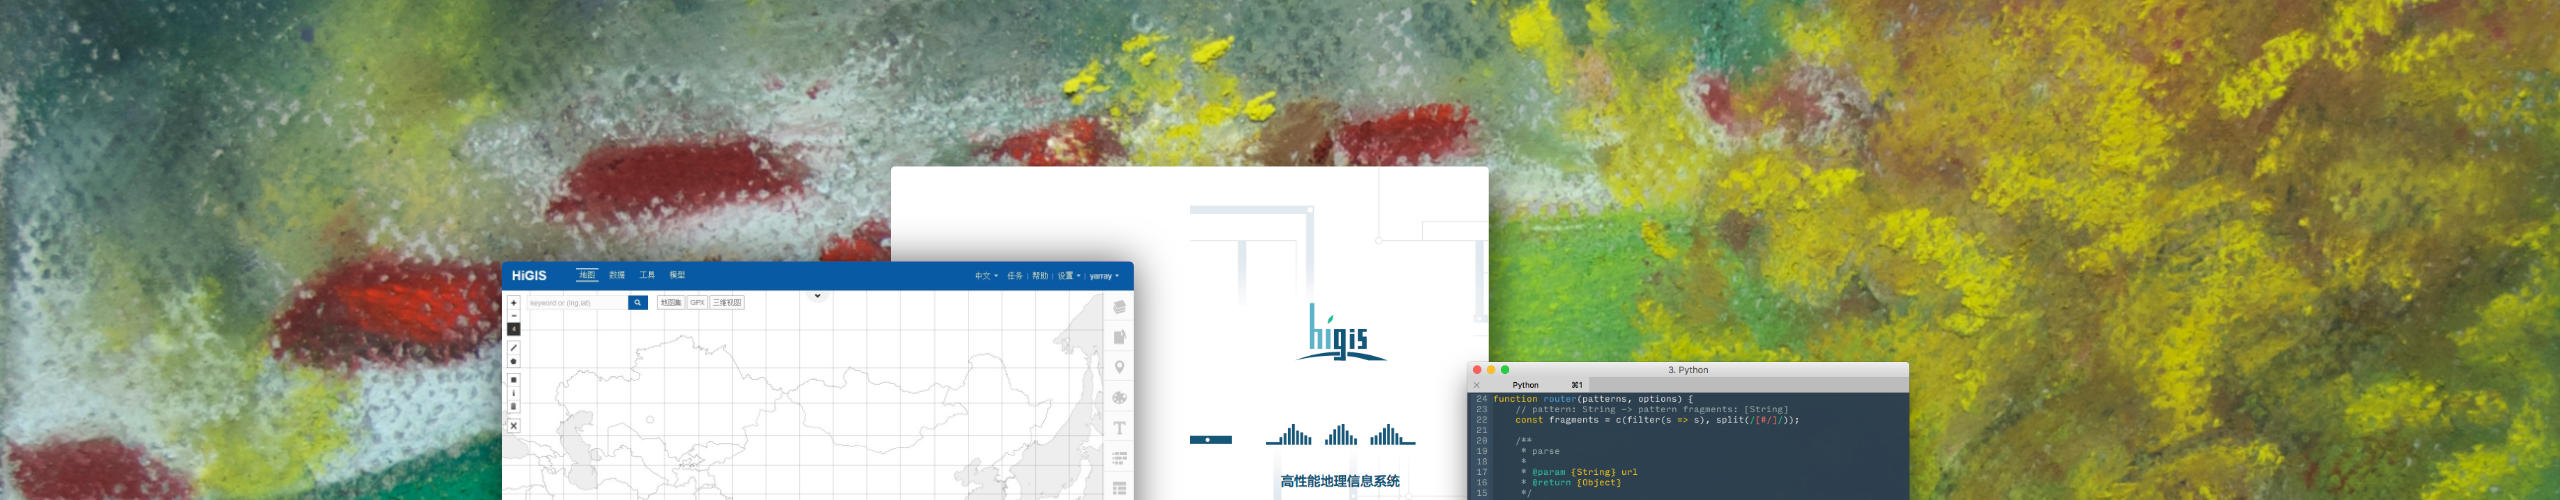 HiGIS 地图 数据 工具 模型 中文 任务 | 帮助 | 设置 | yarray
keyword or (lng,lat) 地图集 GPX 三维视图
T
higis
高性能地理信息系统
3. Python
Python ⌘1
24 function router(patterns, options) {
23 // pattern: String -> pattern fragments: [String]
22 const fragments = c(filter(s => s), split(/[#/]/));
21
20 /**
19 * parse
18 *
17 * @param {String} url
16 * @return {Object}
15 */